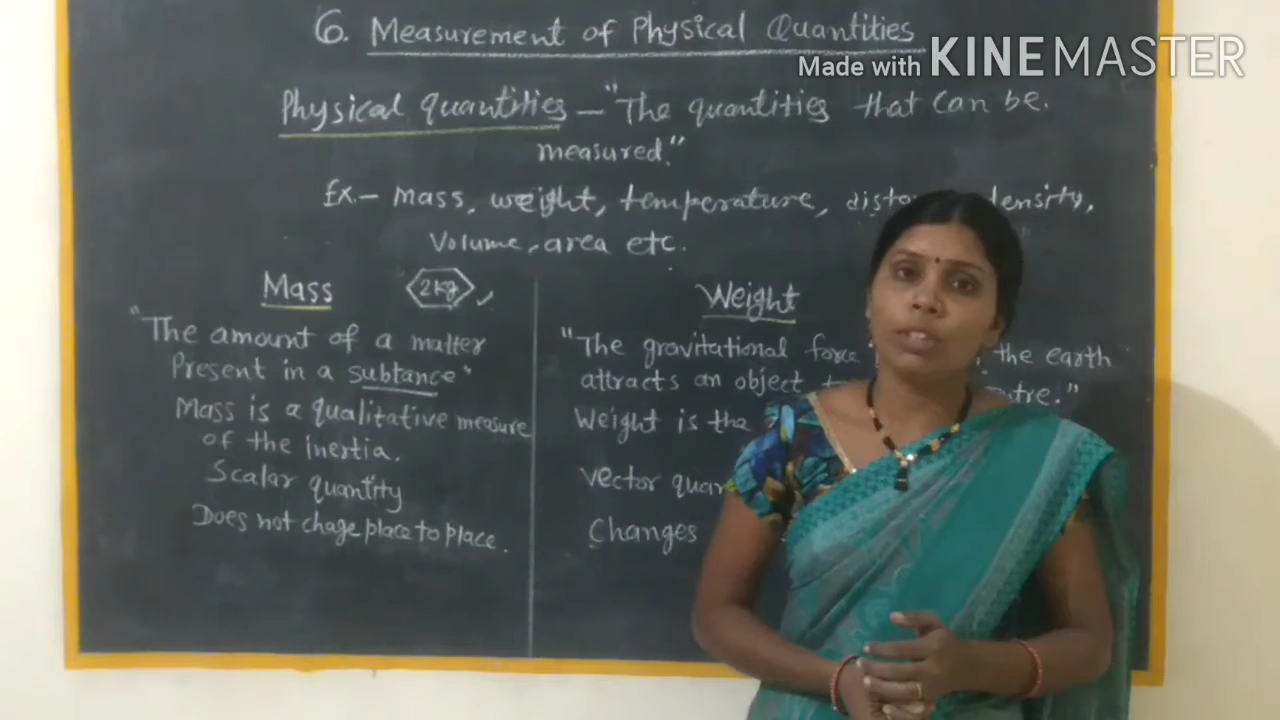 6. Measurement of Physical Quantities
Made with KINEMASTER
Physical quantities – "The quantities that can be.
measured."
Ex.– Mass, weight, temperature,
Volume, area etc.
Mass 2 Kg ✓
"The amount of a matter
Present in a subtance"
Mass is a qualitative measure
of the inertia.
Scalar quantity
Does not chage place to place.
Weight
"The gravitational force the earth
attracts an object
Weight is the
Vector
Changes